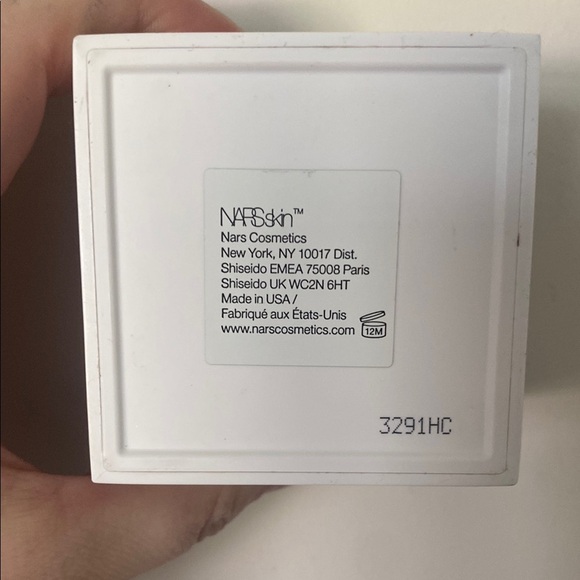 NARSskin™
Nars Cosmetics
New York, NY 10017 Dist.
Shiseido EMEA 75008 Paris
Shiseido UK WC2N 6HT
Made in USA /
Fabriqué aux États-Unis
www.narscosmetics.com 12M
3291HC